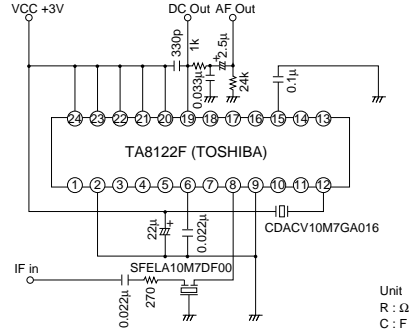 VCC +3V
DC Out
AF Out
330p
1k
0.033μ
2.5μ
+
24k
0.1μ
24 23 22 21 20 19 18 17 16 15 14 13
TA8122F (TOSHIBA)
1 2 3 4 5 6 7 8 9 10 11 12
22μ
+
0.022μ
CDACV10M7GA016
SFELA10M7DF00
IF in
0.022μ
270
Unit
R : Ω
C : F